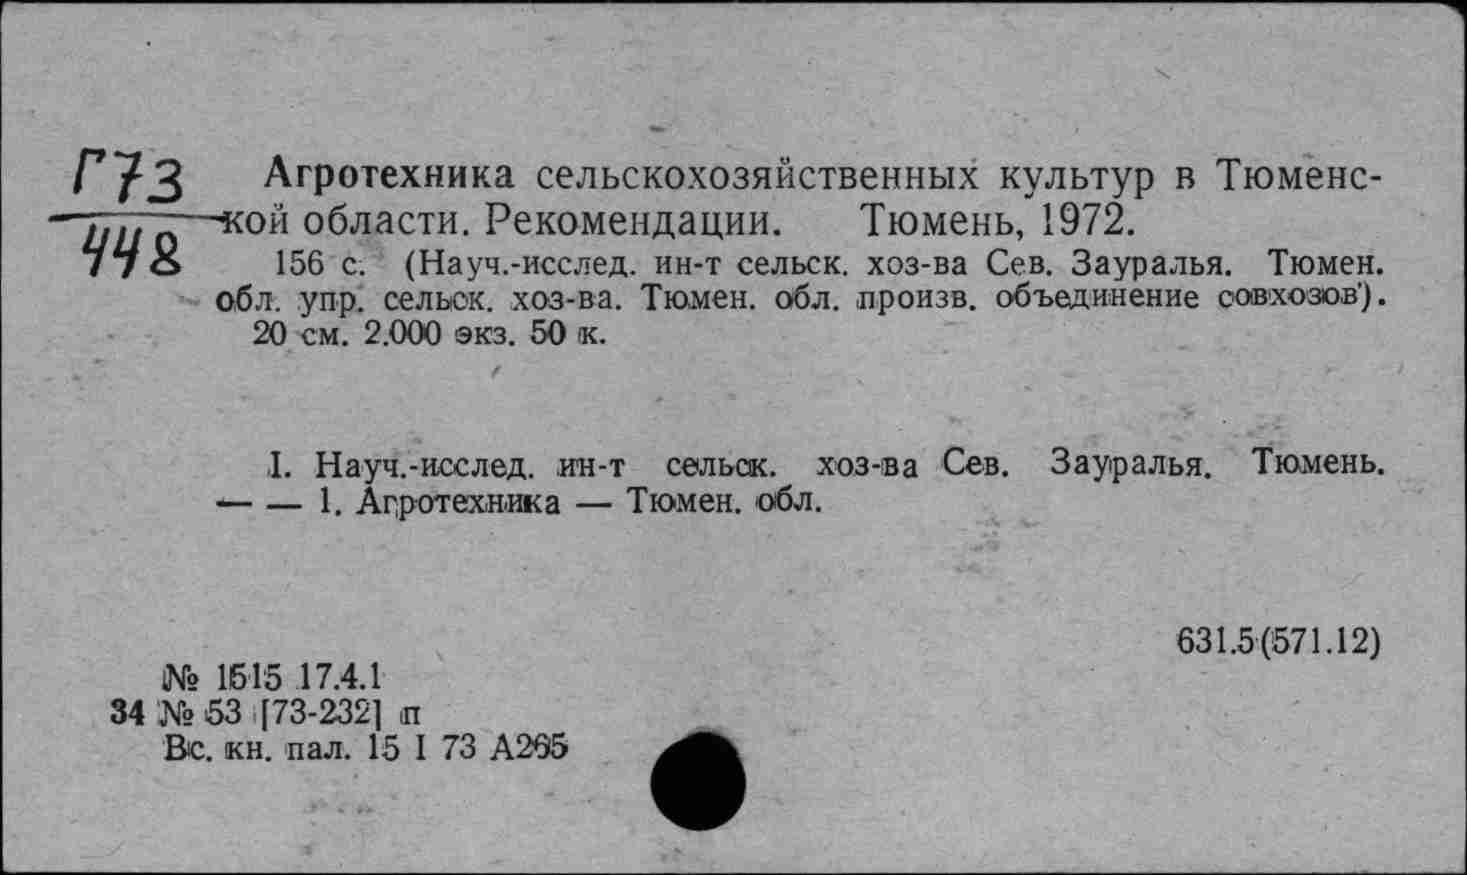 Г73
448
Агротехника сельскохозяйственных культур в Тюменс-
кой области. Рекомендации. Тюмень, 1972.
156 с. (Науч.-исслед. ин-т сельск. хоз-ва Сев. Зауралья. Тюмен.
обл. упр. сельск. хоз-ва. Тюмен. обл. произв. объединение совхозов).
20 см. 2.000 экз. 50 к.
I. Науч.-исслед. ин-т сельск. хоз-ва Сев. Зауралья. Тюмень.
— — 1. Агротехника — Тюмен. обл.
631.5(571.12)
№ 1515 17.4.1
34 № 53 [73-232] п
Вс. кн. пал. 15 I 73 А265